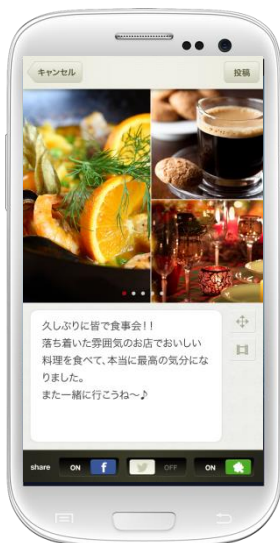 キャンセル
投稿
久しぶりに皆で食事会!!
落ち着いた雰囲気のお店でおいしい
料理を食べて、本当に最高の気分にな
りました。
また一緒に行こうね〜♪
share ON f OFF ON